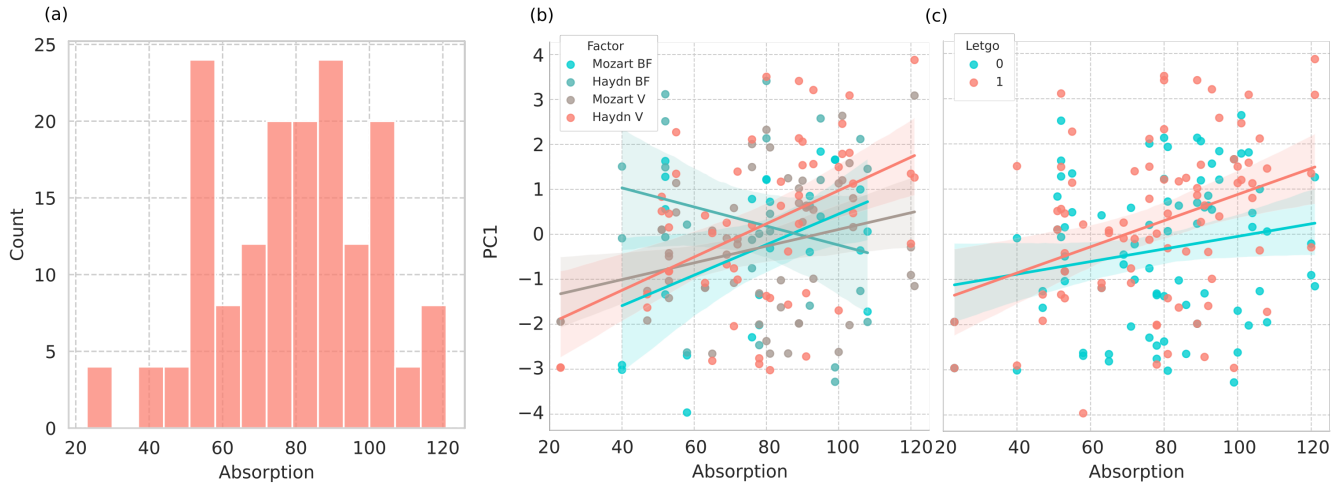 (a)
(b)
(c)
25
20
15
10
5
0
Count
20 40 60 80 100 120
Absorption
4
3
2
1
0
−1
−2
−3
−4
PC1
Factor
Mozart BF
Haydn BF
Mozart V
Haydn V
20 40 60 80 100 120
Absorption
Letgo
0
1
20 40 60 80 100 120
Absorption